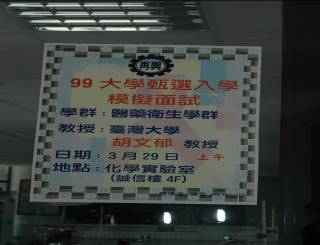 再興
99 大學甄選入學
模擬面試
學群：醫藥衛生學群
教授：臺灣大學
胡文郁 教授
日期：3月29日 上午
地點：化學實驗室
(誠信樓 4F)